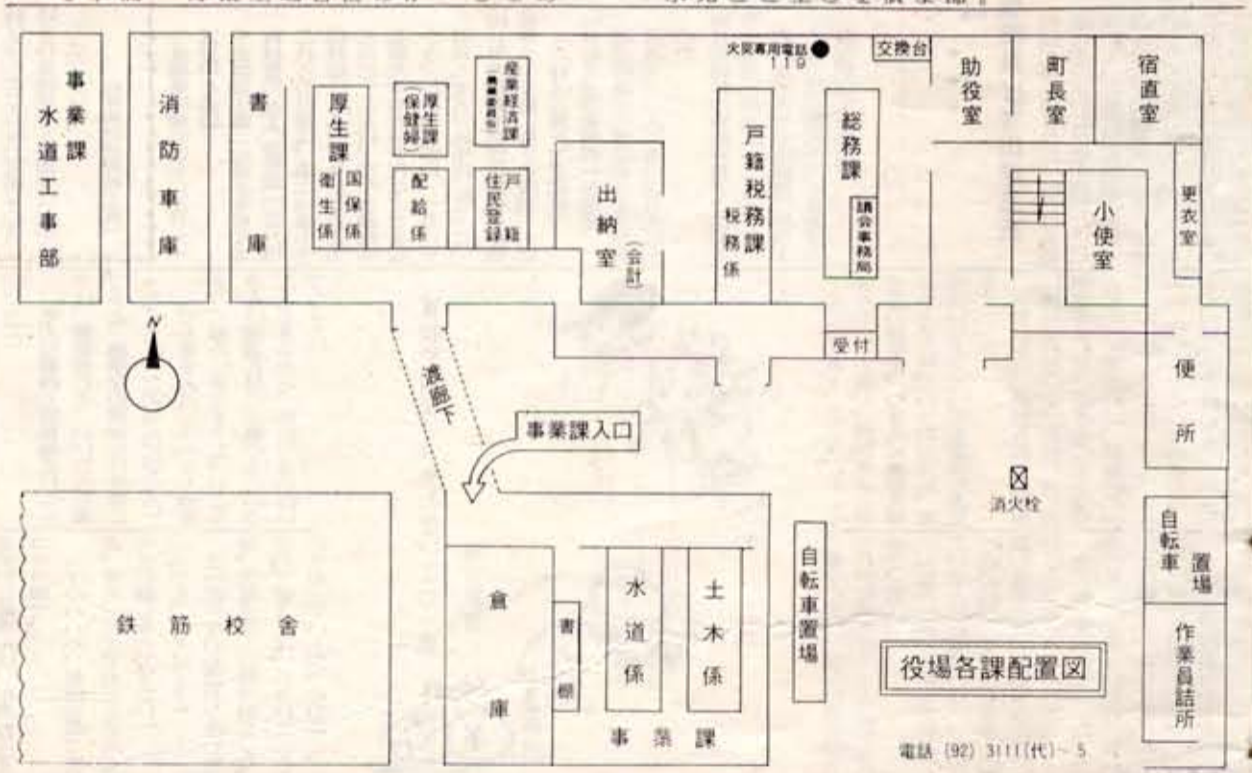 事業課
水道工事部
消防車庫
書庫
厚生課
国保係
衛生係
厚生課
(保健婦)
配給係
産業経済課
戸籍
住民登録
出納室
(会計)
火災専用電話
119
戸籍税務課
税務係
総務課
議会事務局
交換台
助役室
町長室
宿直室
小使室
更衣室
受付
便所
N
渡廊下
事業課入口
消火栓
鉄筋校舎
倉庫
書棚
水道係
土木係
事業課
自転車置場
自転車置場
作業員詰所
役場各課配置図
電話 (92) 3111(代)~5